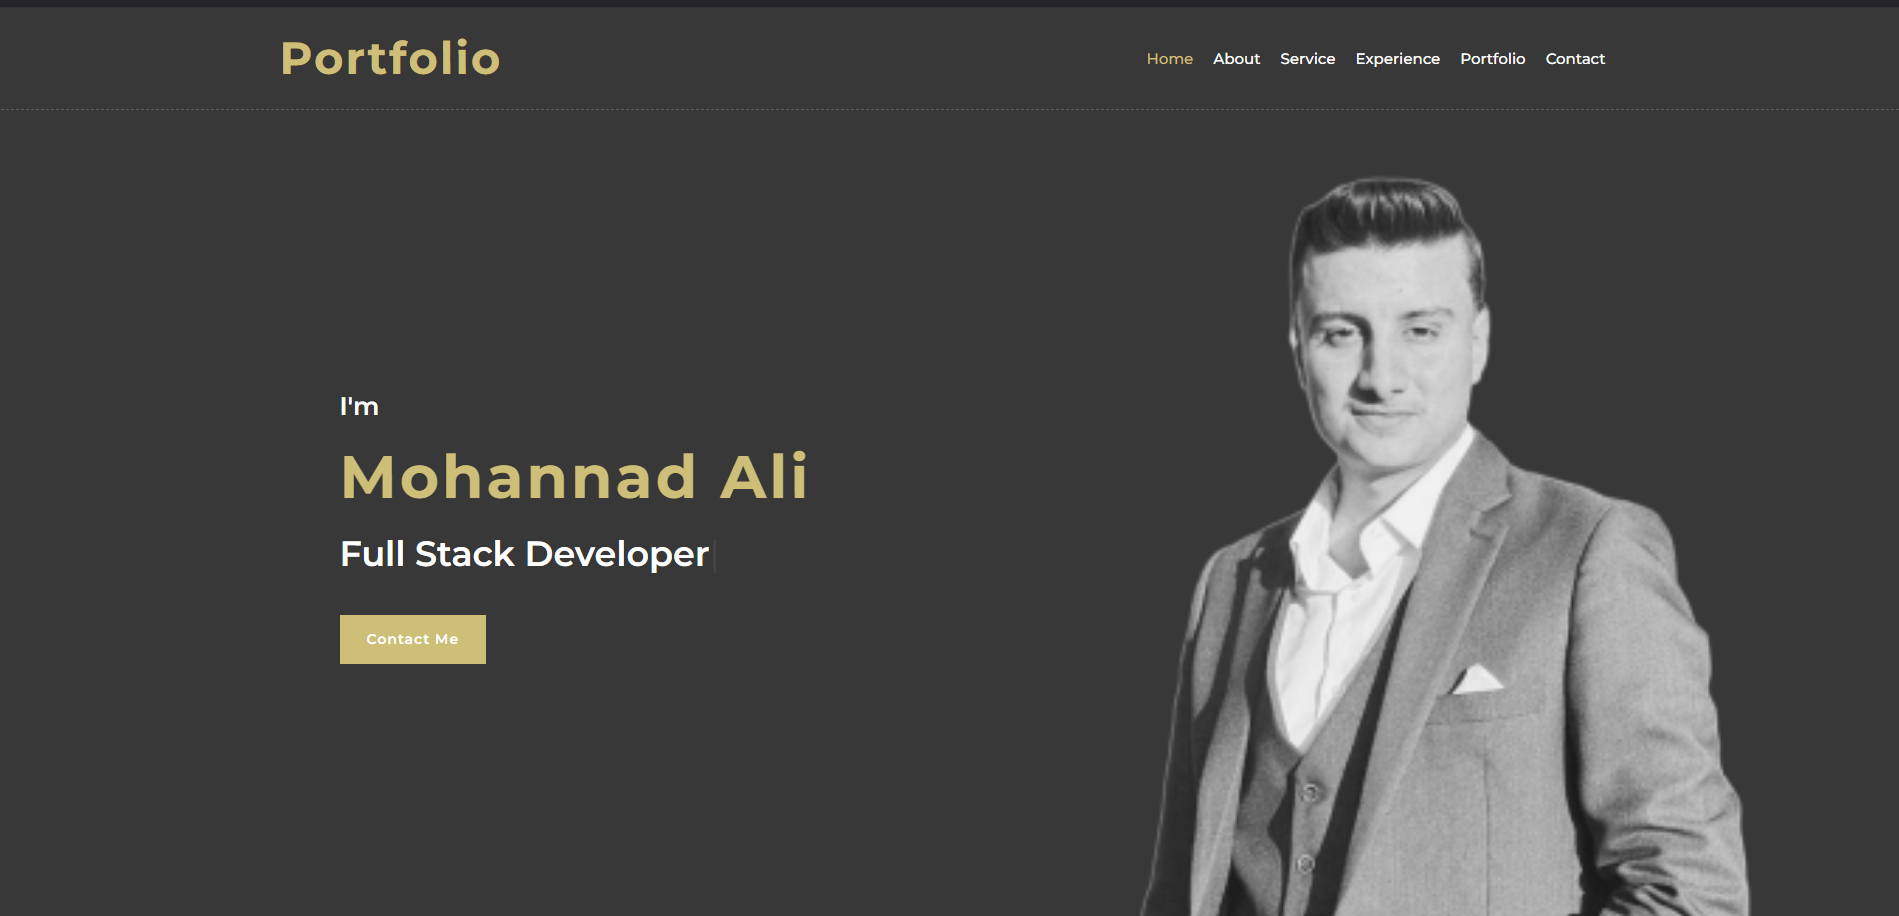 Portfolio
Home About Service Experience Portfolio Contact
I'm
Mohannad Ali
Full Stack Developer
Contact Me